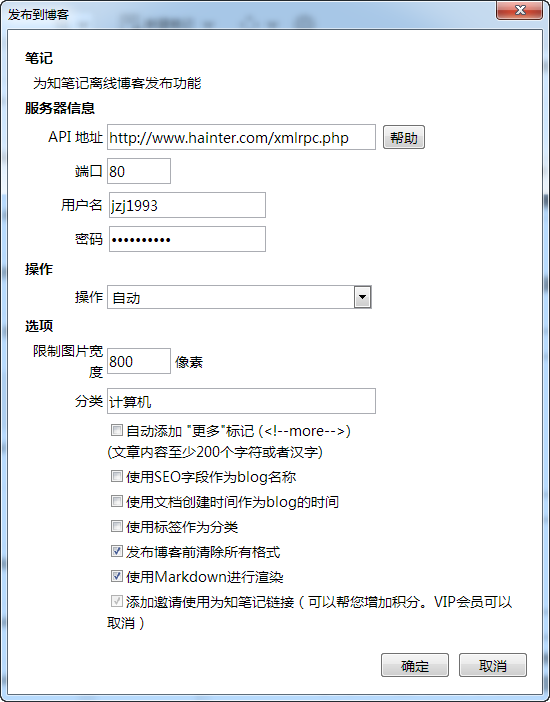 发布到博客
笔记
为知笔记离线博客发布功能
服务器信息
API 地址 http://www.hainter.com/xmlrpc.php 帮助
端口 80
用户名 jzj1993
密码 ••••••••••
操作
操作 自动
选项
限制图片宽
度 800 像素
分类 计算机
自动添加 "更多"标记 (<!--more-->)
(文章内容至少200个字符或者汉字)
使用SEO字段作为blog名称
使用文档创建时间作为blog的时间
使用标签作为分类
发布博客前清除所有格式
使用Markdown进行渲染
添加邀请使用为知笔记链接（可以帮您增加积分。VIP会员可以
取消）
确定 取消